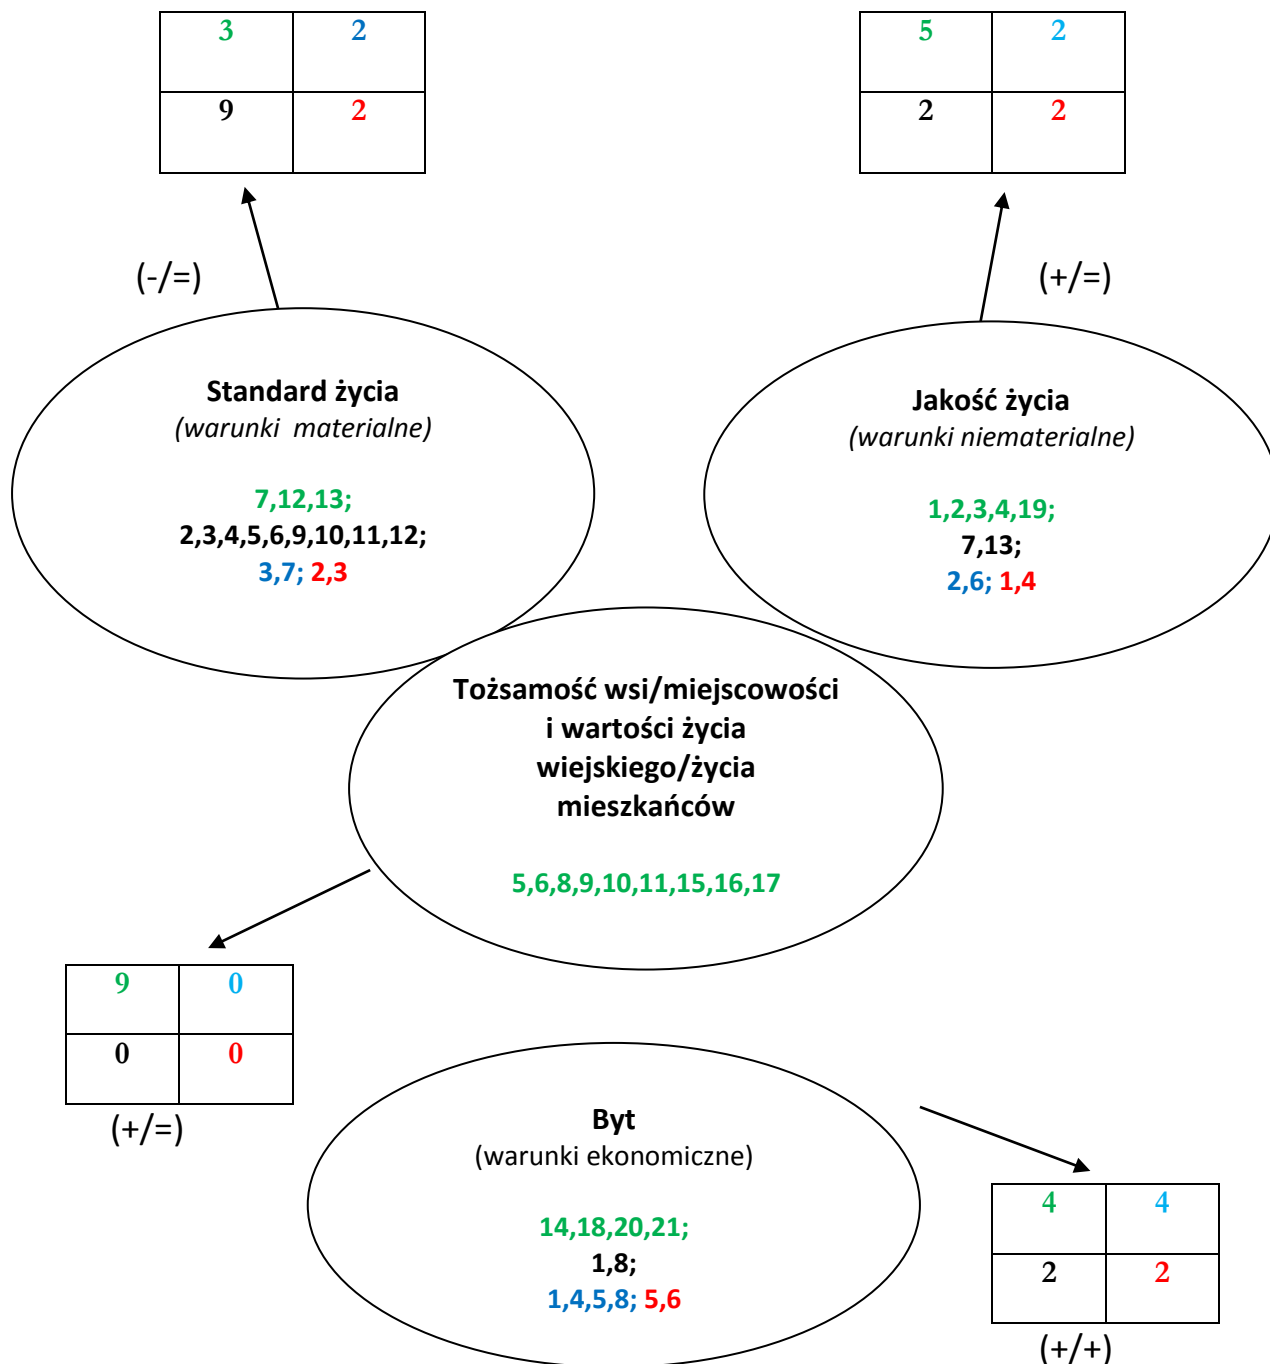 3 2
9 2
5 2
2 2
(-/=)
(+/=)
Standard życia
(warunki materialne)
7,12,13;
2,3,4,5,6,9,10,11,12;
3,7; 2,3
Jakość życia
(warunki niematerialne)
1,2,3,4,19;
7,13;
2,6; 1,4
Tożsamość wsi/miejscowości
i wartości życia
wiejskiego/życia
mieszkańców
5,6,8,9,10,11,15,16,17
9 0
0 0
(+/=)
Byt
(warunki ekonomiczne)
14,18,20,21;
1,8;
1,4,5,8; 5,6
4 4
2 2
(+/+)